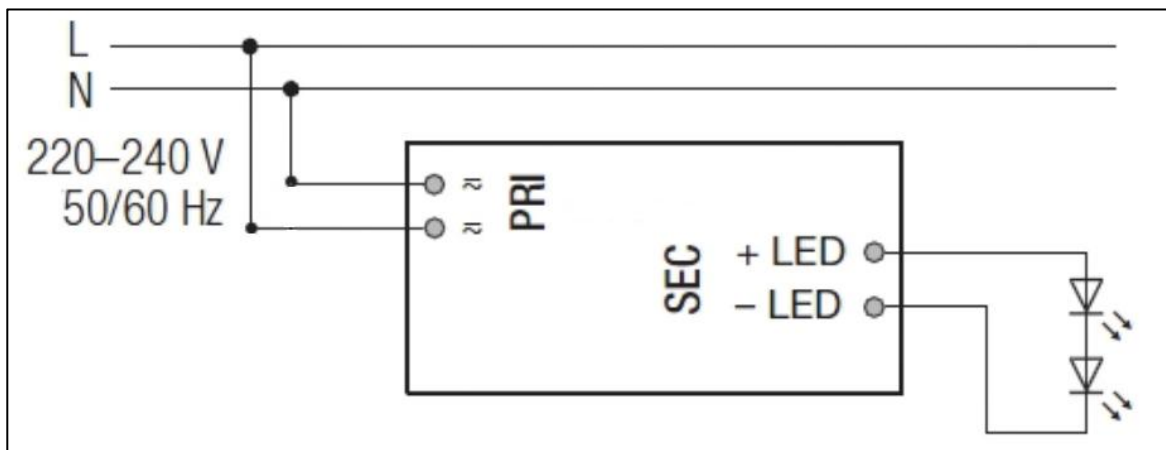 L
N
220–240 V
50/60 Hz
≈
≈
PRI
SEC
+ LED
− LED